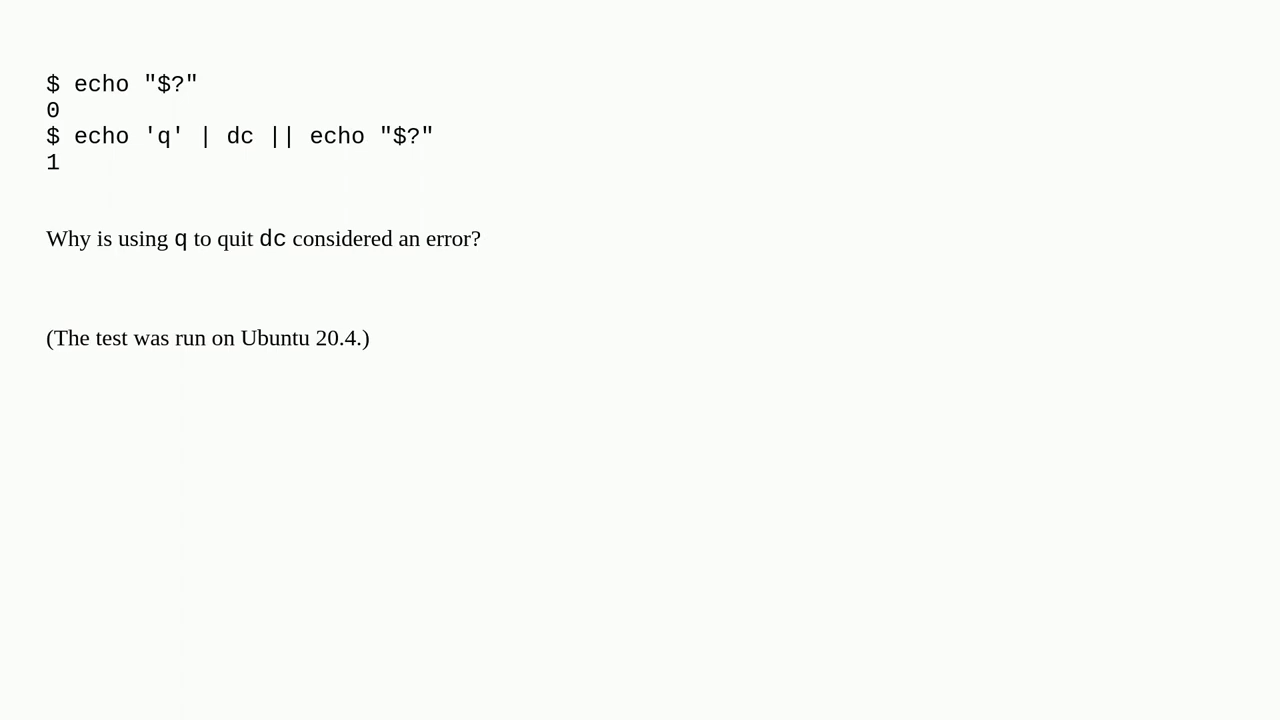 $ echo "$?"
0
$ echo 'q' | dc || echo "$?"
1
Why is using q to quit dc considered an error?
(The test was run on Ubuntu 20.4.)